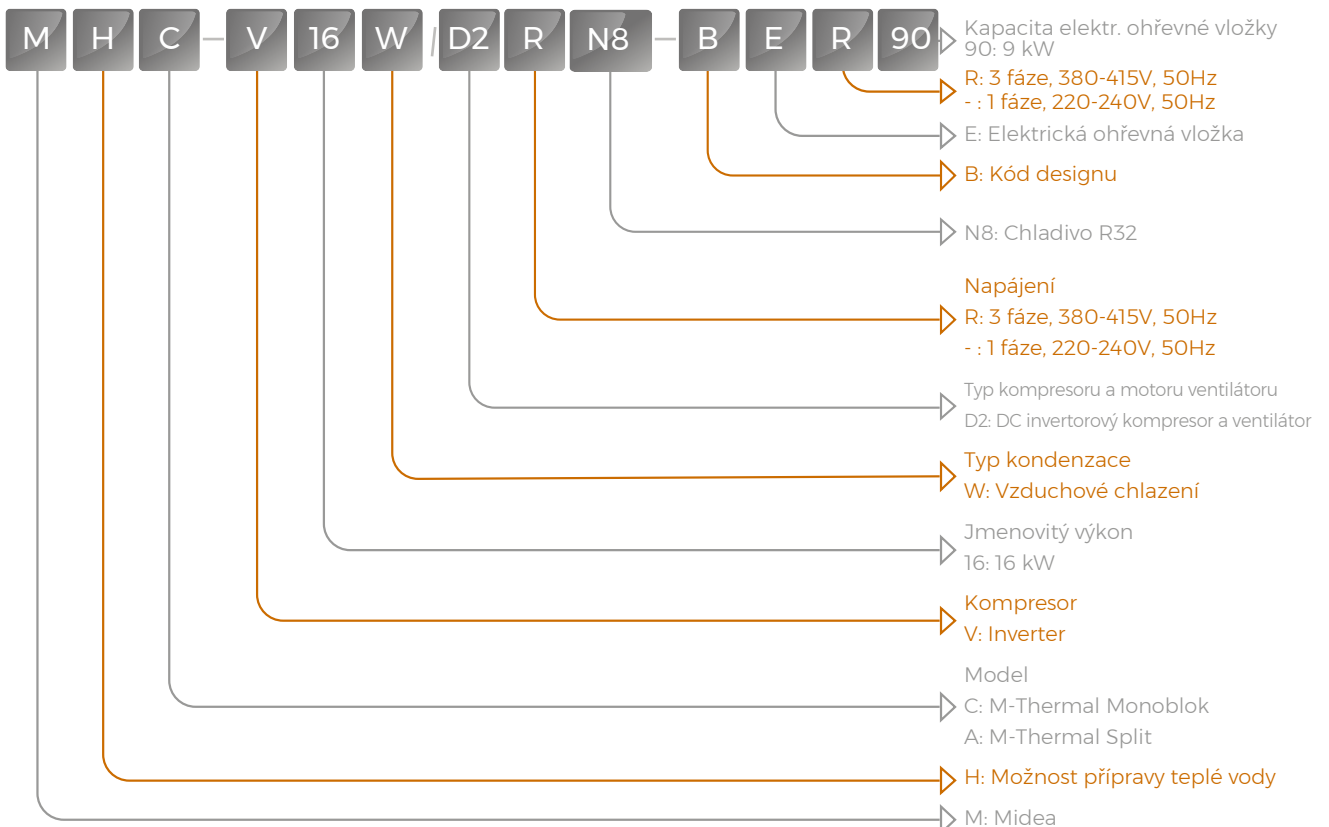 M H C – V 16 W / D2 R N8 – B E R 90
Kapacita elektr. ohřevné vložky
90: 9 kW
R: 3 fáze, 380-415V, 50Hz
- : 1 fáze, 220-240V, 50Hz
E: Elektrická ohřevná vložka
B: Kód designu
N8: Chladivo R32
Napájení
R: 3 fáze, 380-415V, 50Hz
- : 1 fáze, 220-240V, 50Hz
Typ kompresoru a motoru ventilátoru
D2: DC invertorový kompresor a ventilátor
Typ kondenzace
W: Vzduchové chlazení
Jmenovitý výkon
16: 16 kW
Kompresor
V: Inverter
Model
C: M-Thermal Monoblok
A: M-Thermal Split
H: Možnost přípravy teplé vody
M: Midea